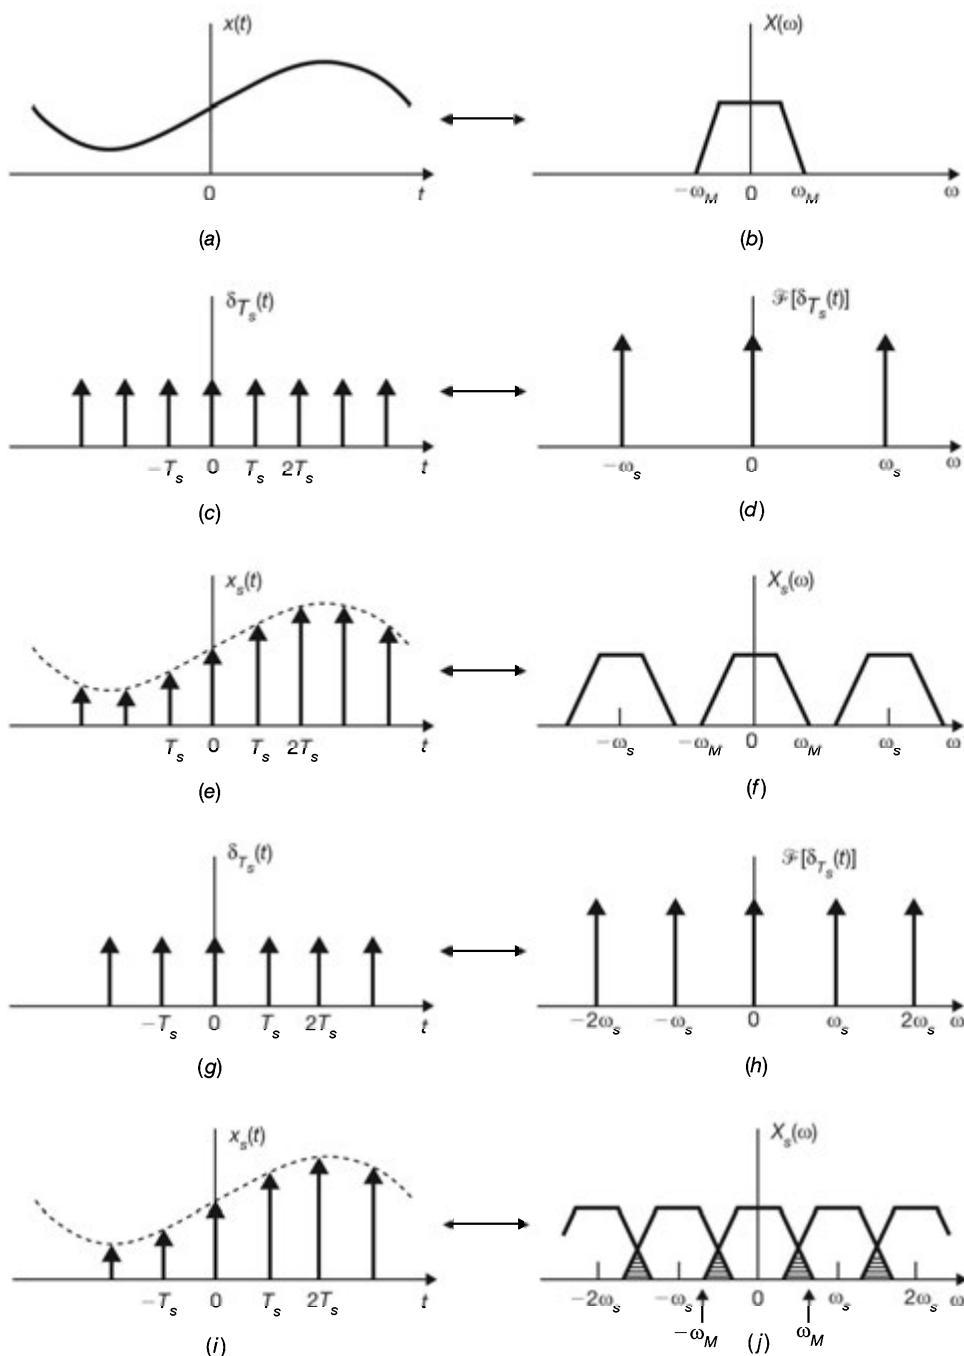 x(t)
X(ω)
0
t
−ω_M
0
ω_M
ω
(a)
(b)
δ_{T_s}(t)
ℱ[δ_{T_s}(t)]
−T_s
0
T_s
2T_s
t
−ω_s
0
ω_s
ω
(c)
(d)
x_s(t)
X_s(ω)
T_s
0
T_s
2T_s
t
−ω_s
−ω_M
0
ω_M
ω_s
ω
(e)
(f)
δ_{T_s}(t)
ℱ[δ_{T_s}(t)]
−T_s
0
T_s
2T_s
t
−2ω_s
−ω_s
0
ω_s
2ω_s
ω
(g)
(h)
x_s(t)
X_s(ω)
−T_s
0
T_s
2T_s
t
−2ω_s
−ω_s
0
ω_s
2ω_s
ω
−ω_M
ω_M
(i)
(j)